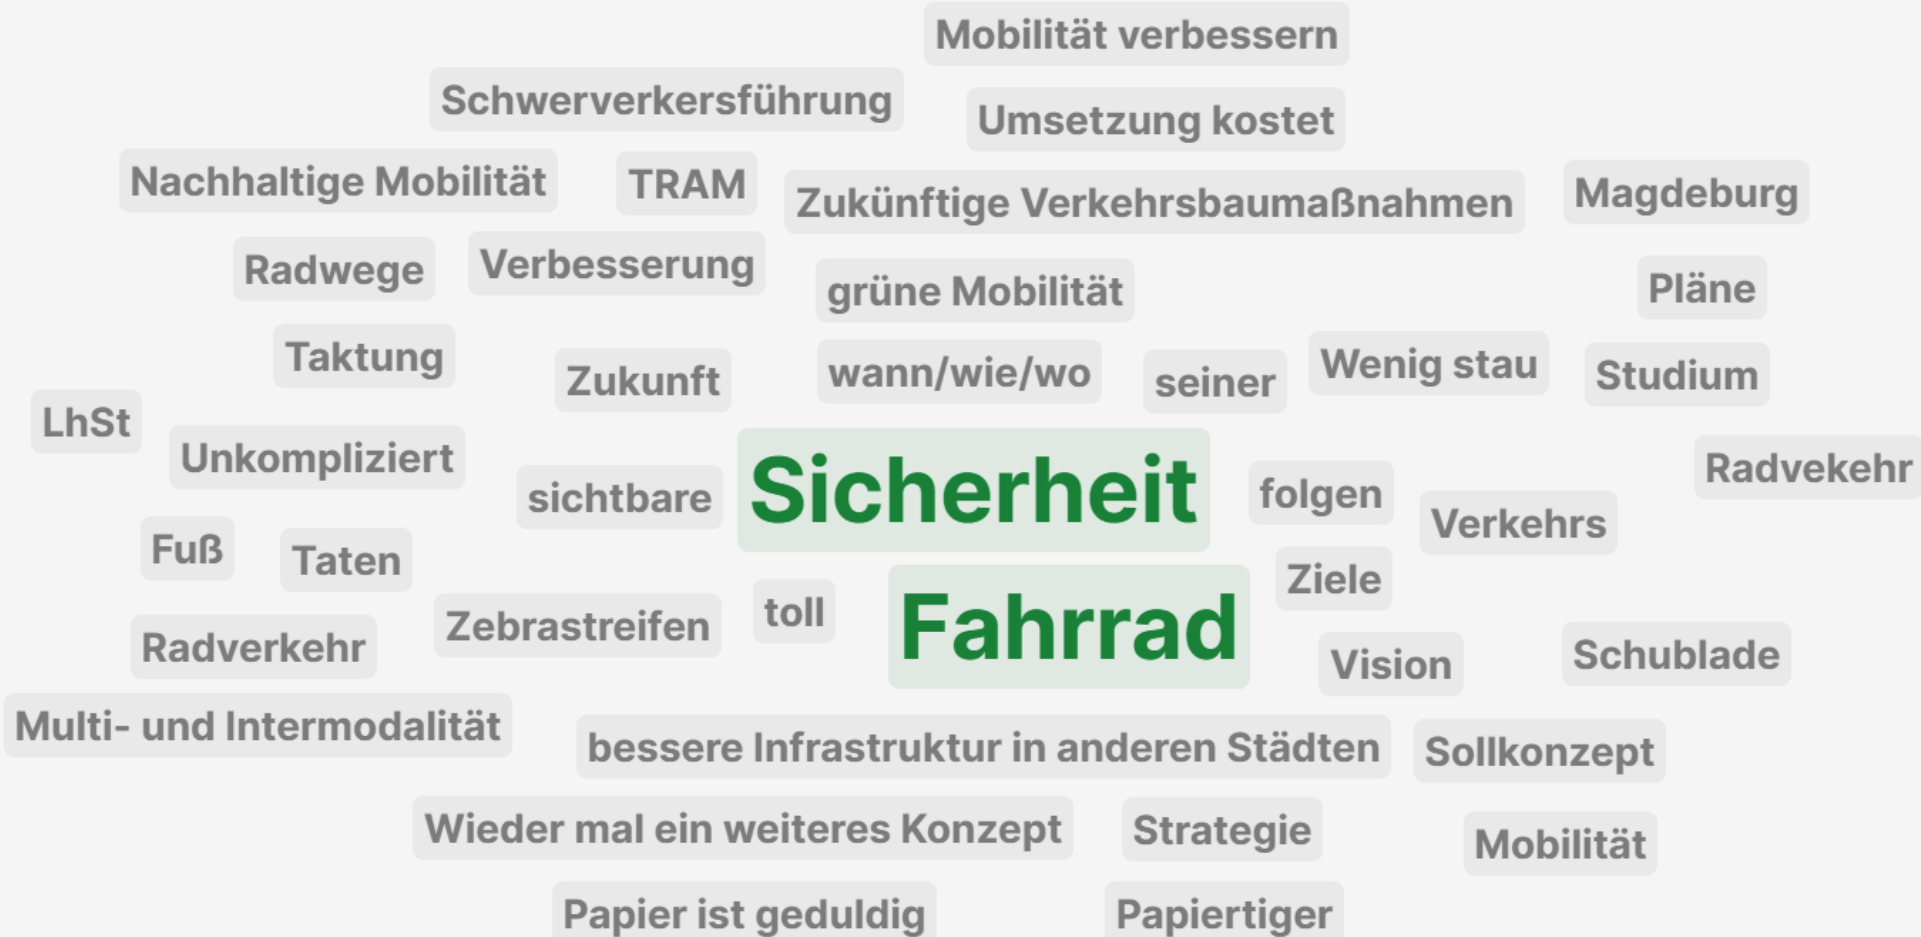 Mobilität verbessern
Schwerverkersführung
Umsetzung kostet
Nachhaltige Mobilität
TRAM
Zukünftige Verkehrsbaumaßnahmen
Magdeburg
Radwege
Verbesserung
grüne Mobilität
Pläne
Taktung
Zukunft
wann/wie/wo
seiner
Wenig stau
Studium
LhSt
Unkompliziert
sichtbare
Sicherheit
folgen
Radvekehr
Verkehrs
Fuß
Taten
Zebrastreifen
toll
Fahrrad
Ziele
Radverkehr
Vision
Schublade
Multi- und Intermodalität
bessere Infrastruktur in anderen Städten
Sollkonzept
Wieder mal ein weiteres Konzept
Strategie
Mobilität
Papier ist geduldig
Papiertiger